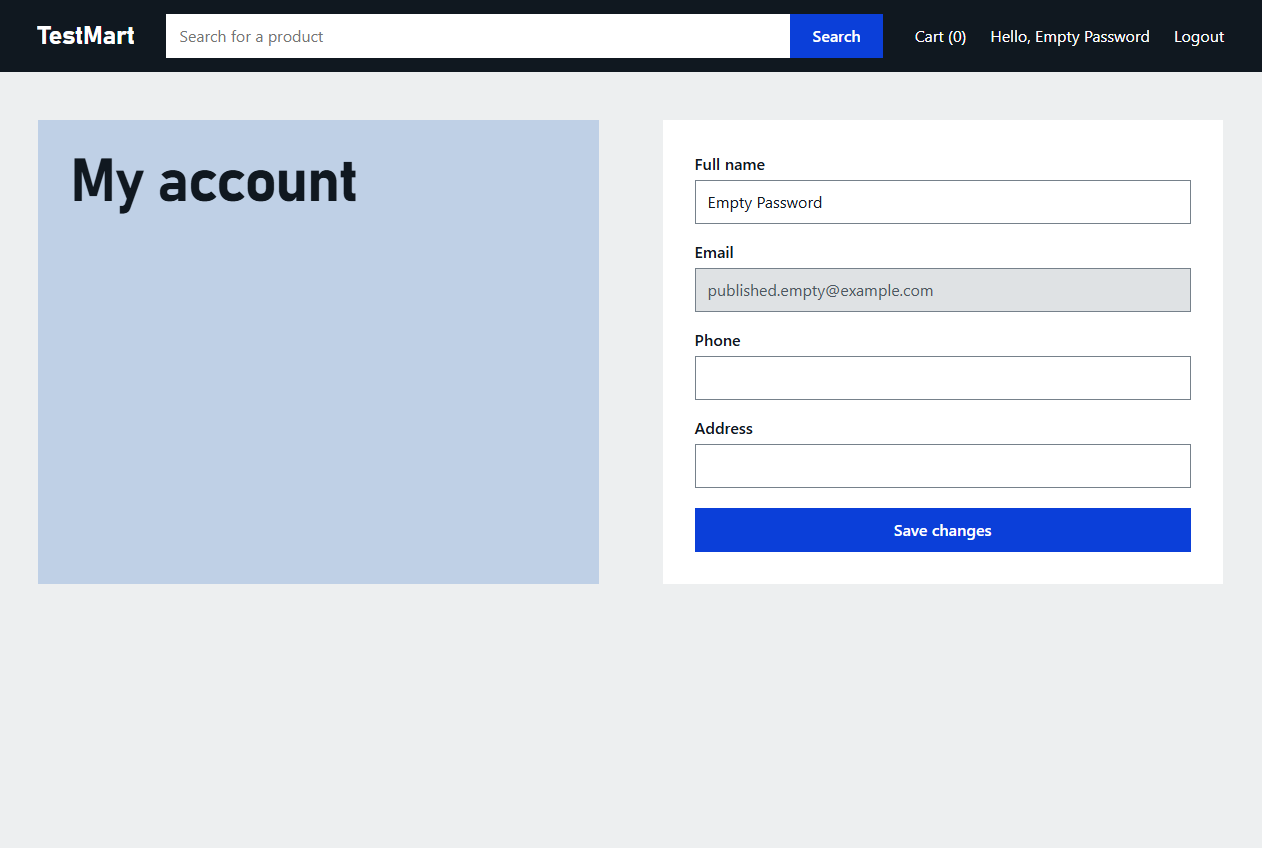 TestMart
Search for a product
Search
Cart (0)
Hello, Empty Password
Logout
My account
Full name
Empty Password
Email
published.empty@example.com
Phone
Address
Save changes